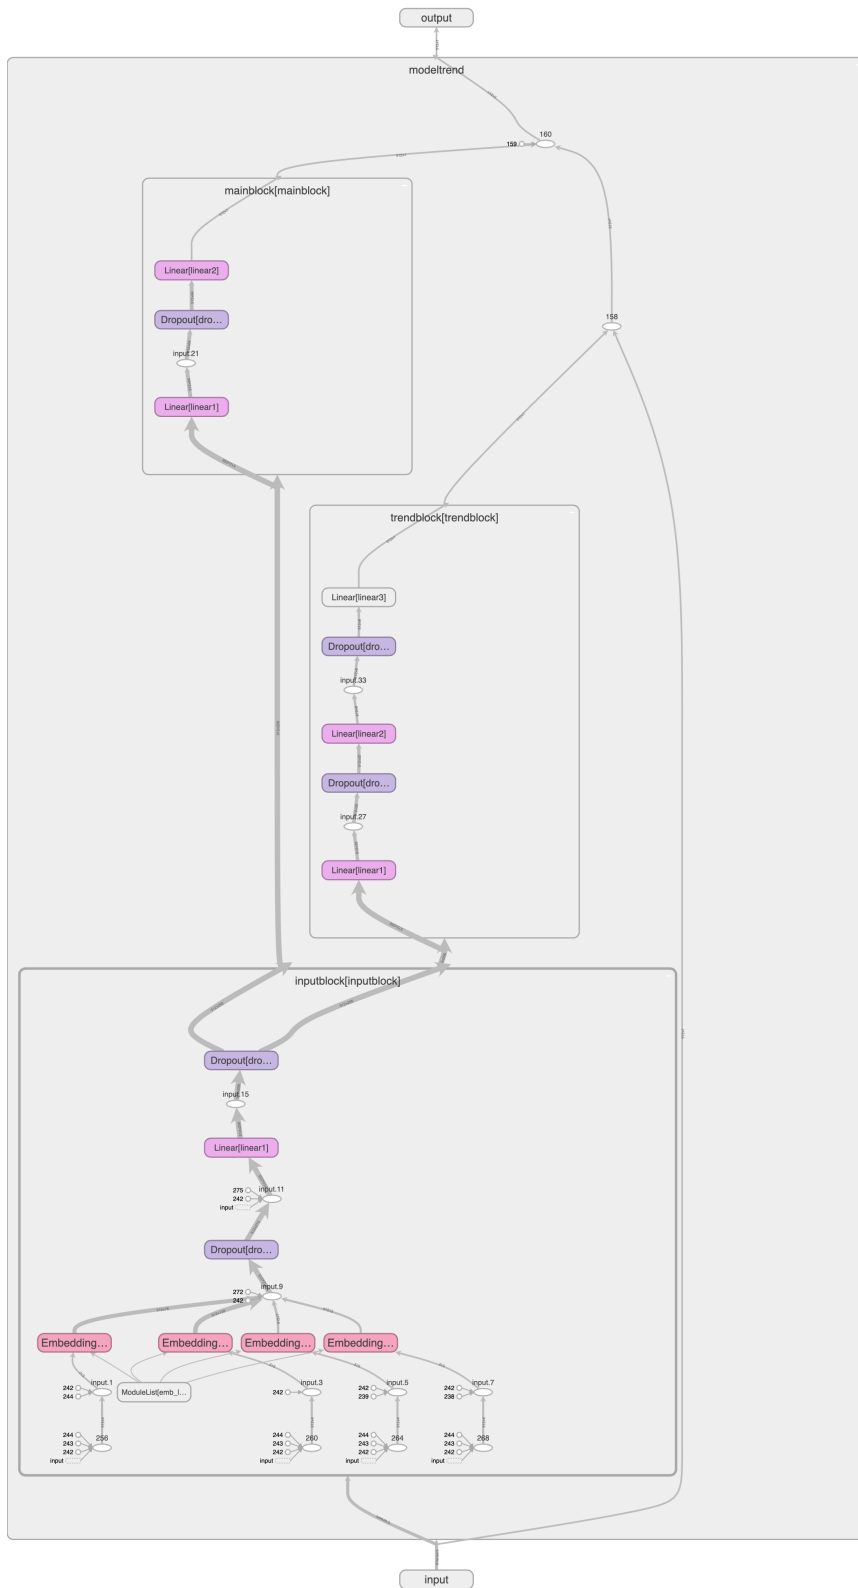 output
modeltrend
160
159
mainblock[mainblock]
Linear[linear2]
158
Dropout[dro...
input.21
Linear[linear1]
trendblock[trendblock]
Linear[linear3]
Dropout[dro...
input.33
Linear[linear2]
Dropout[dro...
input.27
Linear[linear1]
inputblock[inputblock]
Dropout[dro...
input.15
Linear[linear1]
275
input.11
242
input
Dropout[dro...
272
input.9
242
Embedding...
Embedding...
Embedding...
Embedding...
ModuleList[emb_l...
242
input.1
244
242
input.3
242
input.5
239
242
input.7
238
244
256
243
242
input
244
260
243
242
input
244
264
243
242
input
244
268
243
242
input
input